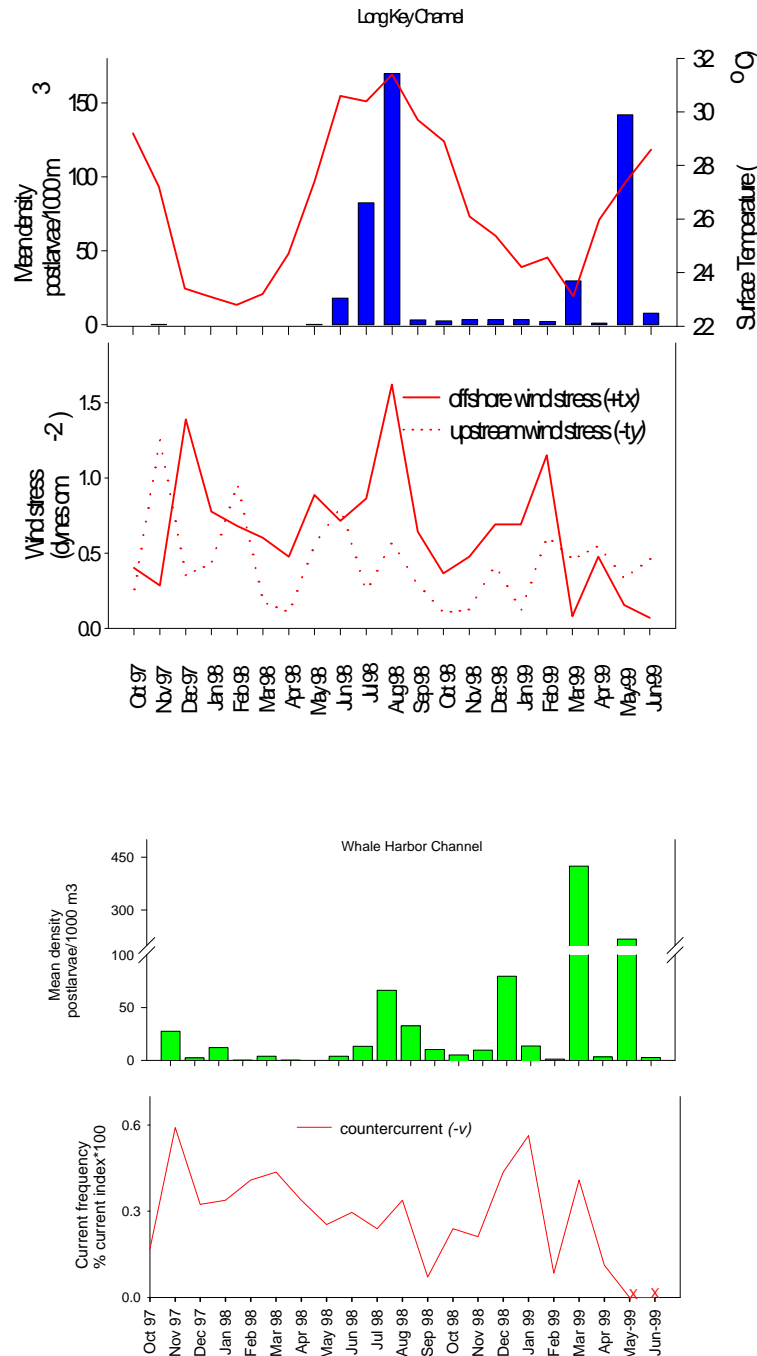 Long Key Channel
Mean density
postlarvae/1000 m
3
150
100
50
0
32
30
28
26
24
22
Surface Temperature (
oC)
Wind stress
(dynes cm
-2)
1.5
1.0
0.5
0.0
offshore wind stress (+tx)
upstream wind stress (-ty)
Oct 97
Nov 97
Dec 97
Jan 98
Feb 98
Mar 98
Apr 98
May 98
Jun 98
Jul 98
Aug 98
Sep 98
Oct 98
Nov 98
Dec 98
Jan 99
Feb 99
Mar 99
Apr 99
May-99
Jun-99
Whale Harbor Channel
Mean density
postlarvae/1000 m3
450
300
100
50
0
Current frequency
% current index*100
0.6
0.3
0.0
countercurrent (-v)
x
x
Oct 97
Nov 97
Dec 97
Jan 98
Feb 98
Mar 98
Apr 98
May 98
Jun 98
Jul 98
Aug 98
Sep 98
Oct 98
Nov 98
Dec 98
Jan 99
Feb 99
Mar 99
Apr 99
May-99
Jun-99